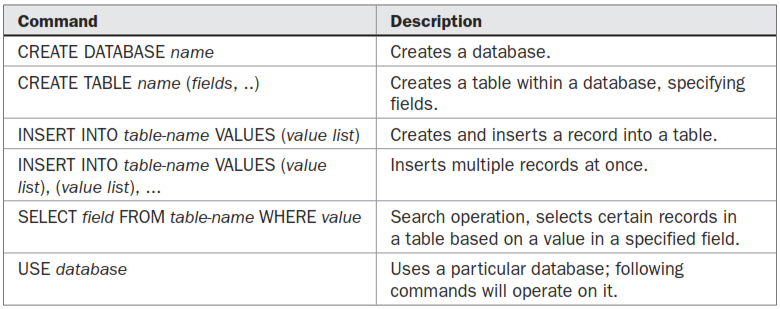 Command Description
CREATE DATABASE name Creates a database.
CREATE TABLE name (fields, ..) Creates a table within a database, specifying
fields.
INSERT INTO table-name VALUES (value list) Creates and inserts a record into a table.
INSERT INTO table-name VALUES (value Inserts multiple records at once.
list), (value list), ...
SELECT field FROM table-name WHERE value Search operation, selects certain records in
a table based on a value in a specified field.
USE database Uses a particular database; following
commands will operate on it.